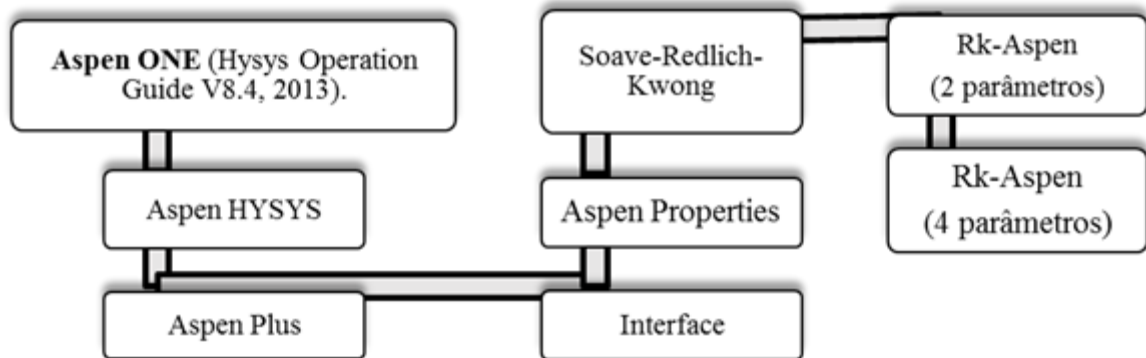 Aspen ONE (Hysys Operation
Guide V8.4, 2013).
Aspen HYSYS
Aspen Plus
Interface
Aspen Properties
Soave-Redlich-
Kwong
Rk-Aspen
(2 parâmetros)
Rk-Aspen
(4 parâmetros)